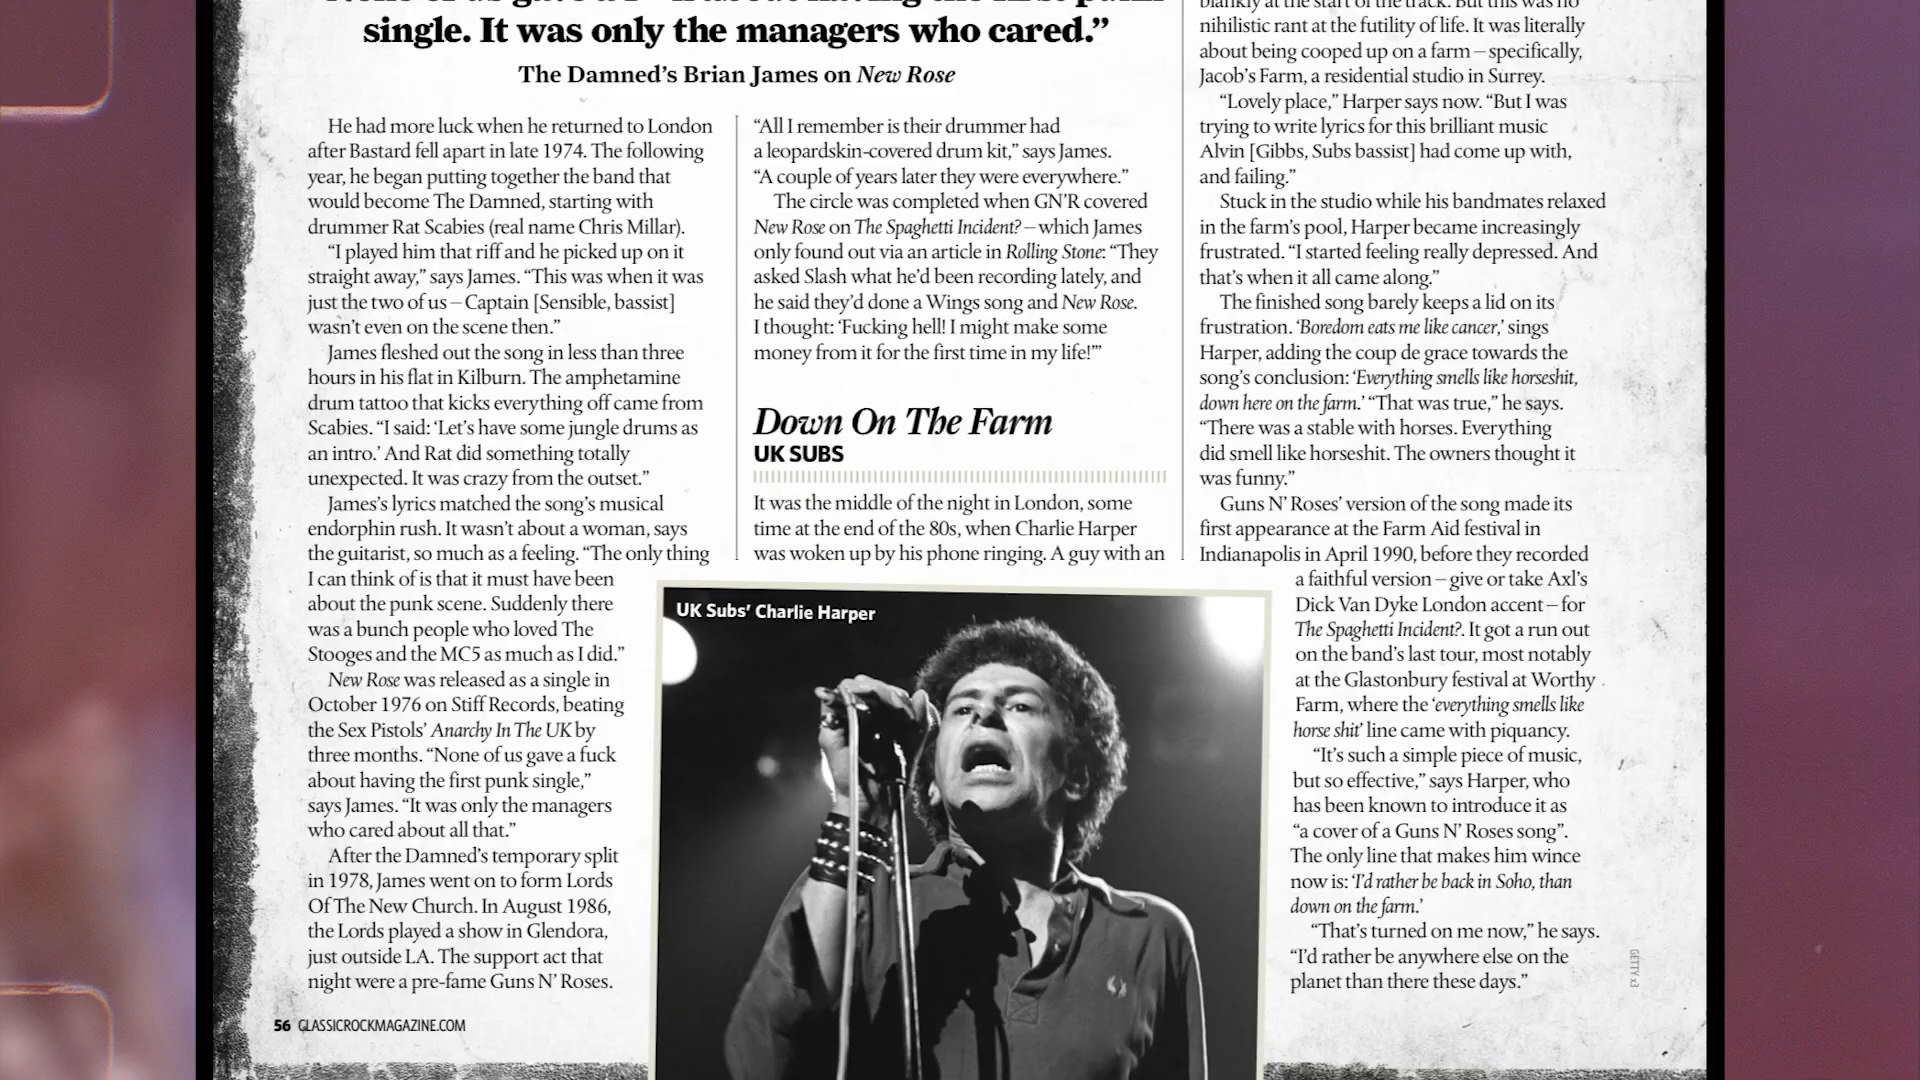 single. It was only the managers who cared.”
The Damned’s Brian James on New Rose
He had more luck when he returned to London
after Bastard fell apart in late 1974. The following
year, he began putting together the band that
would become The Damned, starting with
drummer Rat Scabies (real name Chris Millar).
“I played him that riff and he picked up on it
straight away,” says James. “This was when it was
just the two of us – Captain [Sensible, bassist]
wasn’t even on the scene then.”
James fleshed out the song in less than three
hours in his flat in Kilburn. The amphetamine
drum tattoo that kicks everything off came from
Scabies. “I said: ‘Let’s have some jungle drums as
an intro.’ And Rat did something totally
unexpected. It was crazy from the outset.”
James’s lyrics matched the song’s musical
endorphin rush. It wasn’t about a woman, says
the guitarist, so much as a feeling. “The only thing
I can think of is that it must have been
about the punk scene. Suddenly there
was a bunch people who loved The
Stooges and the MC5 as much as I did.”
New Rose was released as a single in
October 1976 on Stiff Records, beating
the Sex Pistols’ Anarchy In The UK by
three months. “None of us gave a fuck
about having the first punk single,”
says James. “It was only the managers
who cared about all that.”
After the Damned’s temporary split
in 1978, James went on to form Lords
Of The New Church. In August 1986,
the Lords played a show in Glendora,
just outside LA. The support act that
night were a pre-fame Guns N’ Roses.
“All I remember is their drummer had
a leopardskin-covered drum kit,” says James.
“A couple of years later they were everywhere.”
The circle was completed when GN’R covered
New Rose on The Spaghetti Incident? – which James
only found out via an article in Rolling Stone: “They
asked Slash what he’d been recording lately, and
he said they’d done a Wings song and New Rose.
I thought: ‘Fucking hell! I might make some
money from it for the first time in my life!’”
Down On The Farm
UK SUBS
It was the middle of the night in London, some
time at the end of the 80s, when Charlie Harper
was woken up by his phone ringing. A guy with an
UK Subs’ Charlie Harper
blankly at the start of the track. But this was no
nihilistic rant at the futility of life. It was literally
about being cooped up on a farm – specifically,
Jacob’s Farm, a residential studio in Surrey.
“Lovely place,” Harper says now. “But I was
trying to write lyrics for this brilliant music
Alvin [Gibbs, Subs bassist] had come up with,
and failing.”
Stuck in the studio while his bandmates relaxed
in the farm’s pool, Harper became increasingly
frustrated. “I started feeling really depressed. And
that’s when it all came along.”
The finished song barely keeps a lid on its
frustration. ‘Boredom eats me like cancer,’ sings
Harper, adding the coup de grace towards the
song’s conclusion: ‘Everything smells like horseshit,
down here on the farm.’ “That was true,” he says.
“There was a stable with horses. Everything
did smell like horseshit. The owners thought it
was funny.”
Guns N’ Roses’ version of the song made its
first appearance at the Farm Aid festival in
Indianapolis in April 1990, before they recorded
a faithful version – give or take Axl’s
Dick Van Dyke London accent – for
The Spaghetti Incident?. It got a run out
on the band’s last tour, most notably
at the Glastonbury festival at Worthy
Farm, where the ‘everything smells like
horse shit’ line came with piquancy.
“It’s such a simple piece of music,
but so effective,” says Harper, who
has been known to introduce it as
“a cover of a Guns N’ Roses song”.
The only line that makes him wince
now is: ‘I’d rather be back in Soho, than
down on the farm.’
“That’s turned on me now,” he says.
“I’d rather be anywhere else on the
planet than there these days.”
GETTY x3
56 CLASSICROCKMAGAZINE.COM